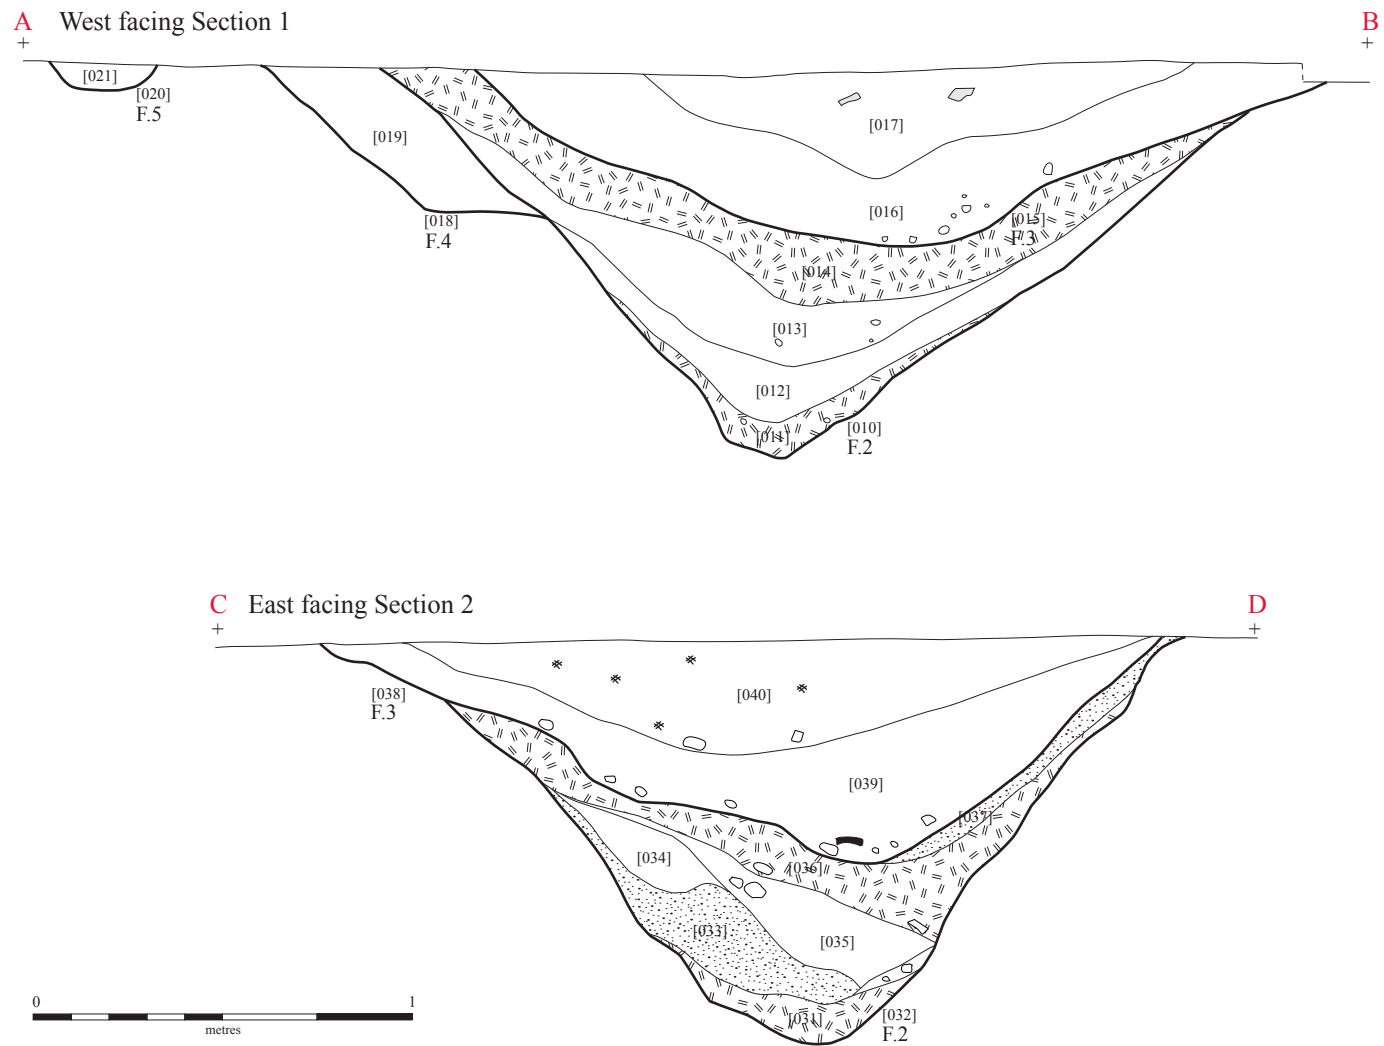 A West facing Section 1 B
[021]
[020]
F.5
[019]
[017]
[018]
F.4
[016]
[015]
F.3
[014]
[013]
[012]
[011]
[010]
F.2
C East facing Section 2 D
[038]
F.3
[040]
[039]
[037]
[036]
[034]
[033]
[035]
[031]
[032]
F.2
0 1
metres